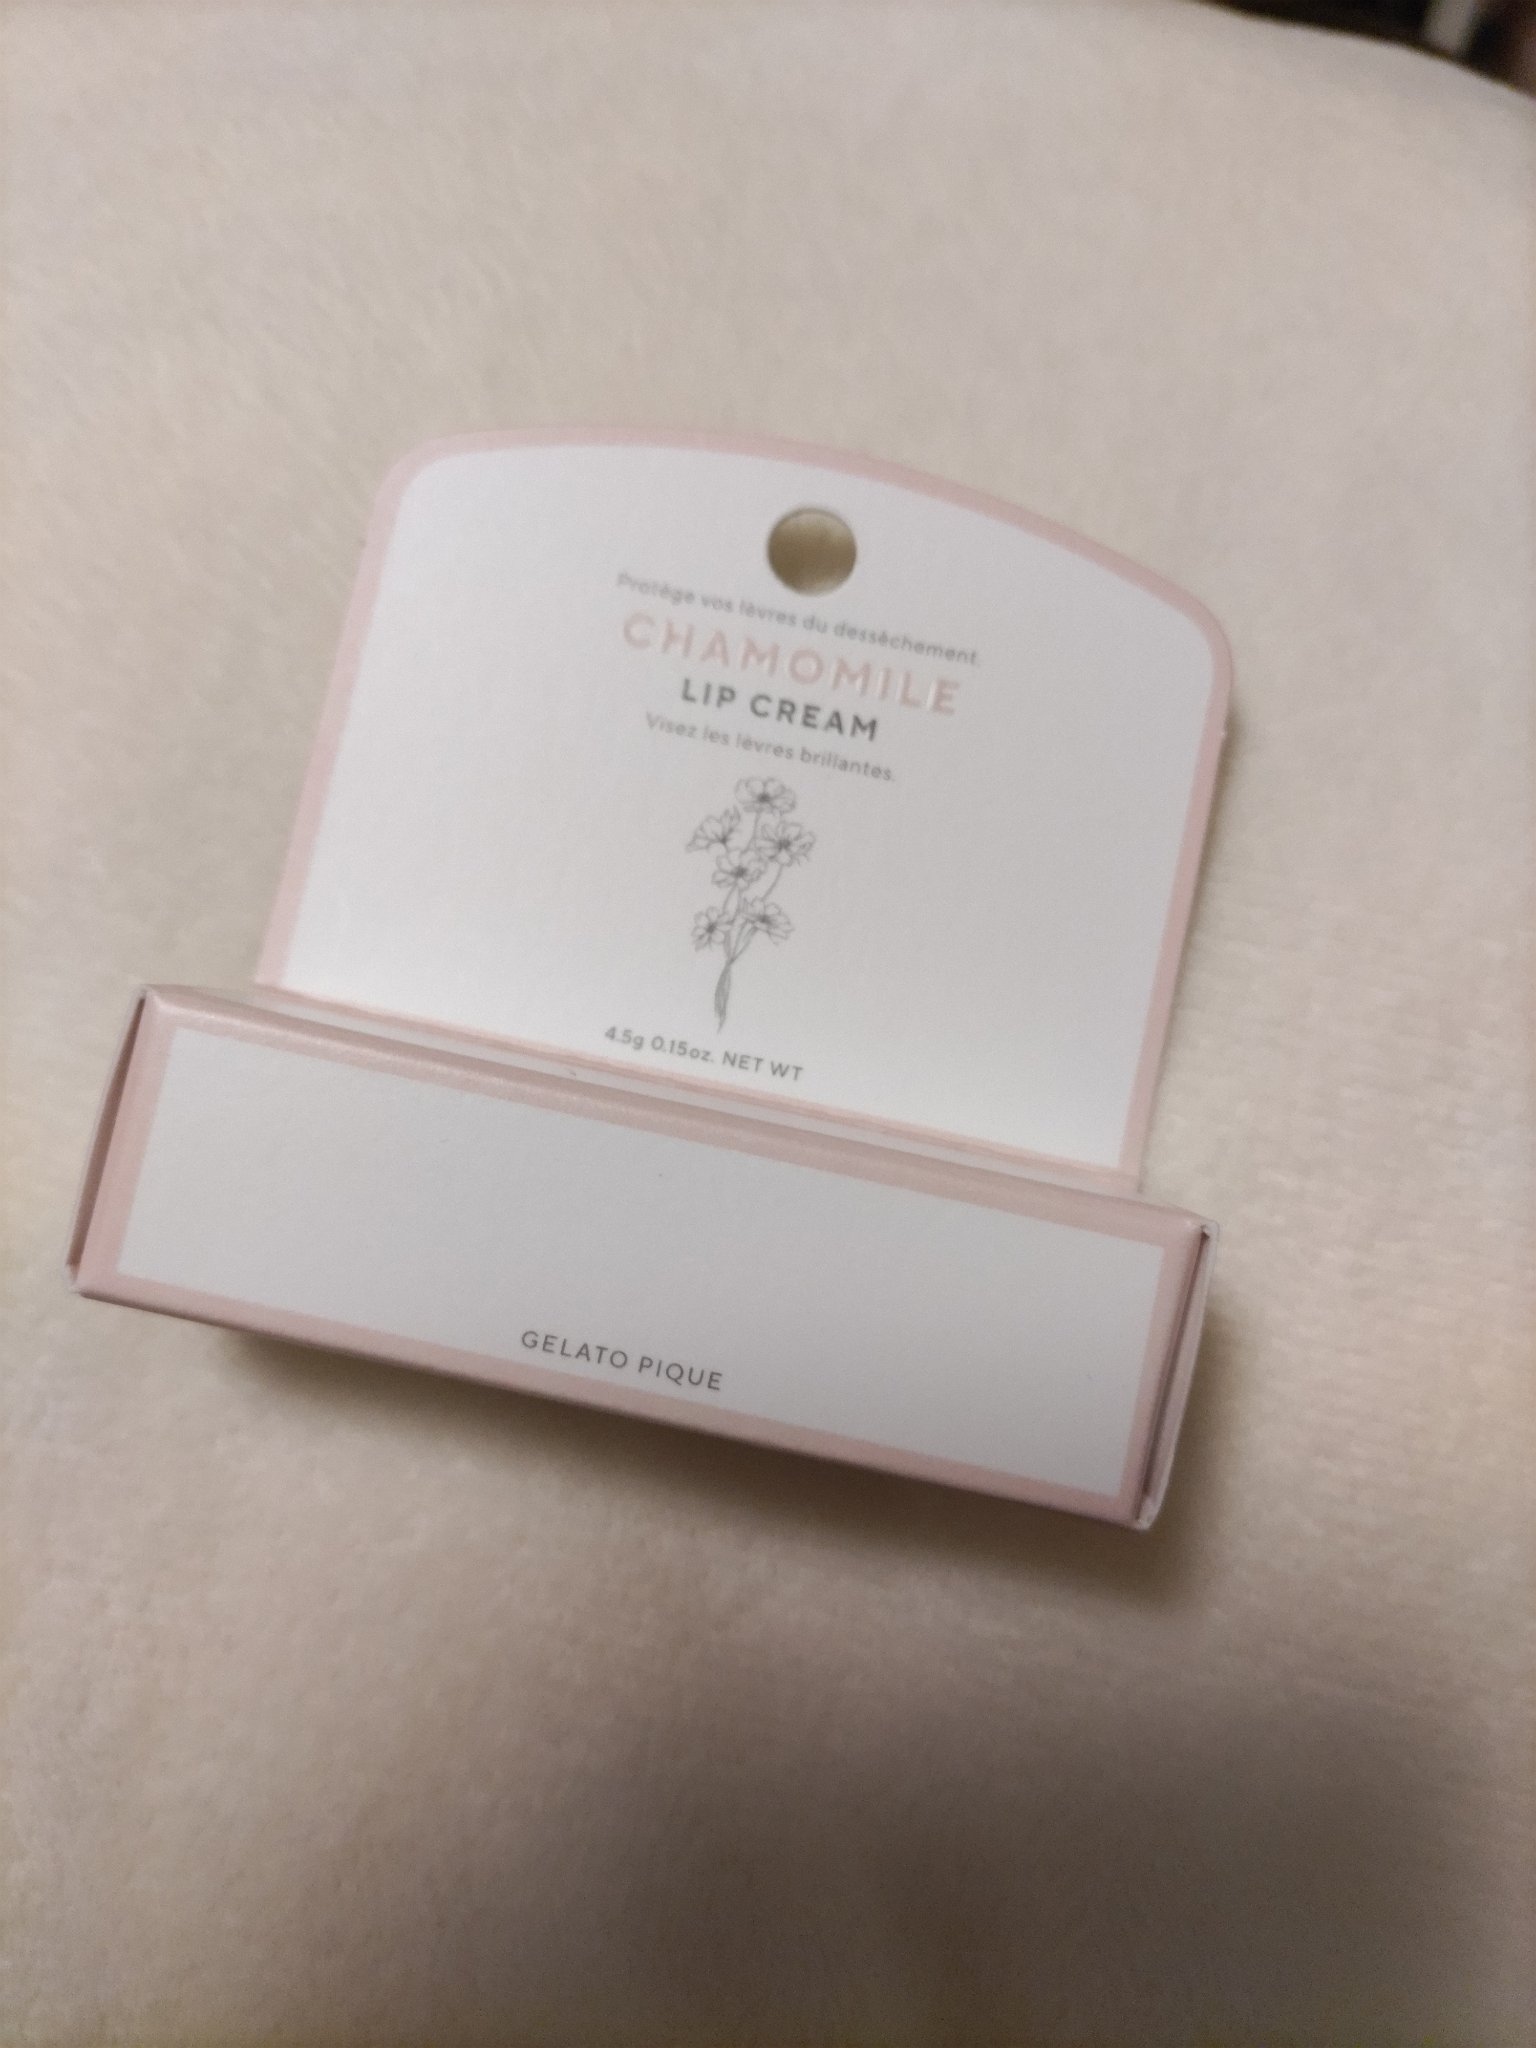 Protège vos lèvres du dessèchement.
CHAMOMILE
LIP CREAM
Visez les lèvres brillantes.
4.5g 0.15oz. NET WT
GELATO PIQUE